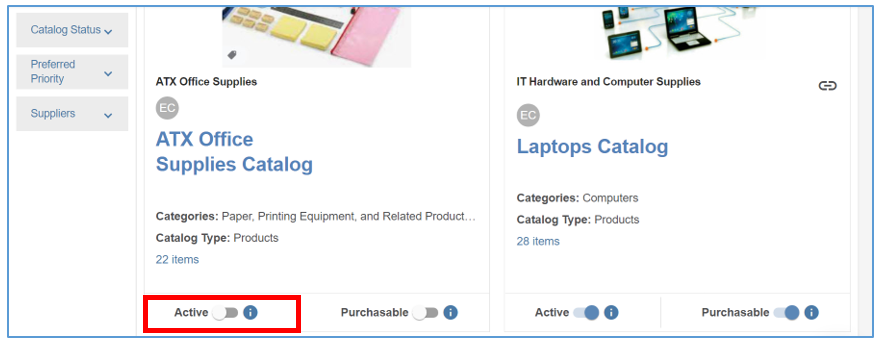 Catalog Status
Preferred
Priority
Suppliers
ATX Office Supplies
EC
ATX Office
Supplies Catalog
Categories: Paper, Printing Equipment, and Related Product...
Catalog Type: Products
22 items
Active
i
Purchasable
i
IT Hardware and Computer Supplies
EC
Laptops Catalog
Categories: Computers
Catalog Type: Products
28 items
Active
i
Purchasable
i